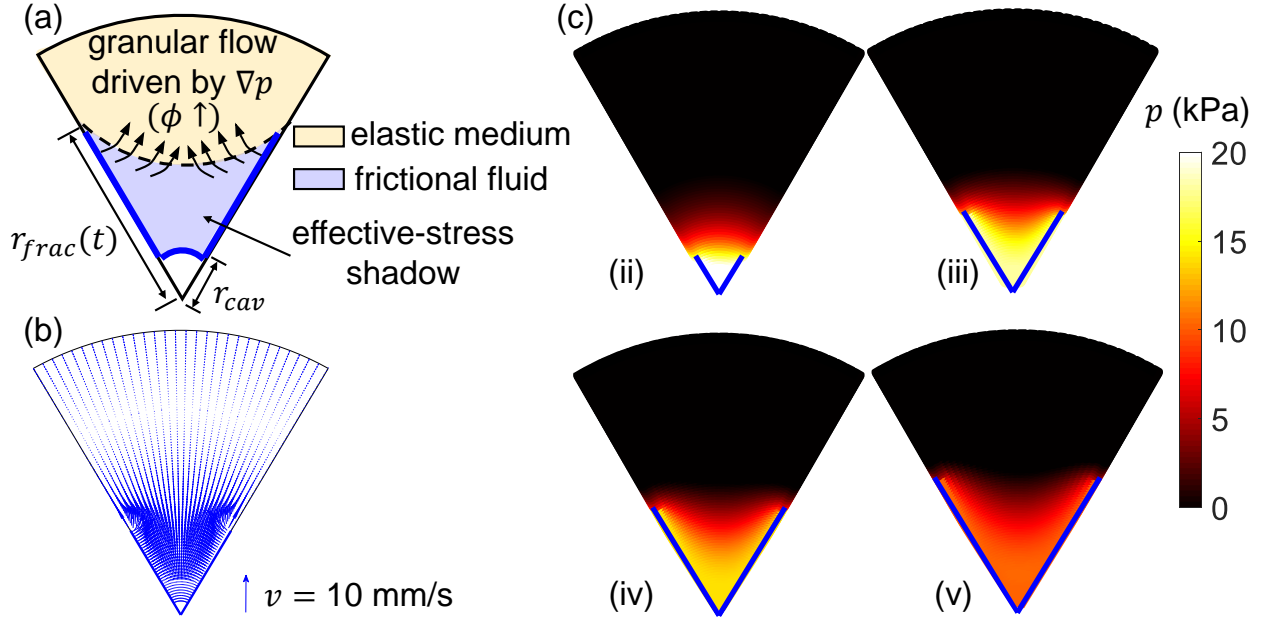 (a)
granular flow
driven by ∇p
(ϕ ↑)
elastic medium
frictional fluid
effective-stress
shadow
r_frac(t)
r_cav
(b)
v = 10 mm/s
(c)
(ii)
(iii)
(iv)
(v)
p (kPa)
20
15
10
5
0